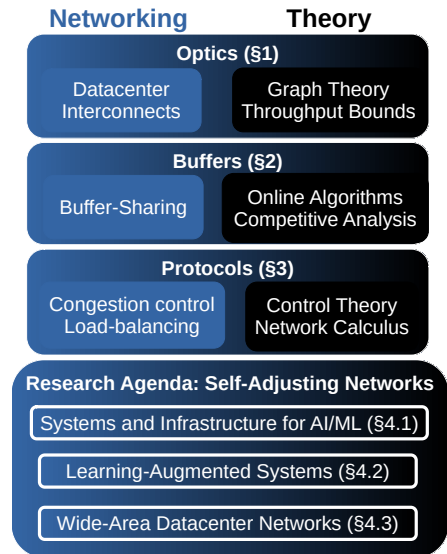 Networking Theory
Optics (§1)
Datacenter
Interconnects
Graph Theory
Throughput Bounds
Buffers (§2)
Buffer-Sharing
Online Algorithms
Competitive Analysis
Protocols (§3)
Congestion control
Load-balancing
Control Theory
Network Calculus
Research Agenda: Self-Adjusting Networks
Systems and Infrastructure for AI/ML (§4.1)
Learning-Augmented Systems (§4.2)
Wide-Area Datacenter Networks (§4.3)